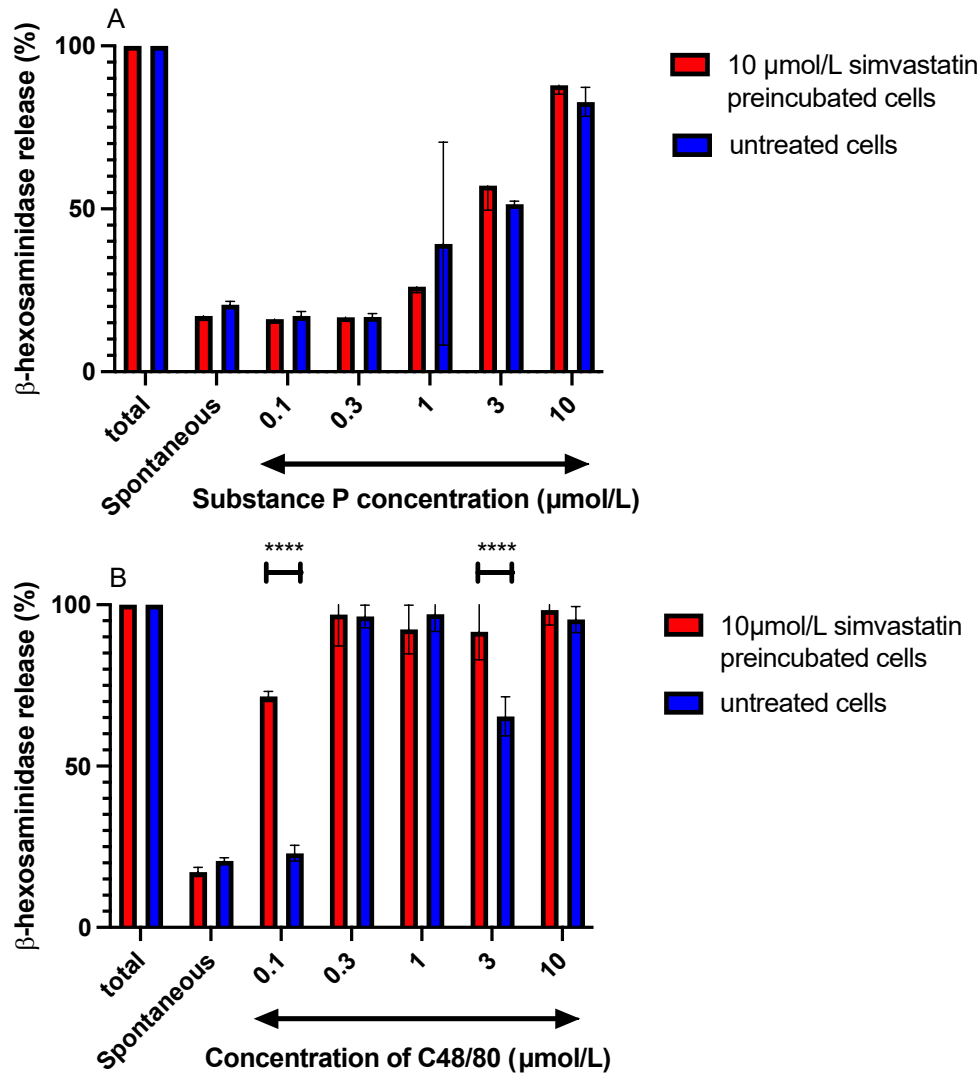 A
β-hexosaminidase release (%)
100
50
0
total
Spontaneous
0.1
0.3
1
3
10
Substance P concentration (µmol/L)
10 µmol/L simvastatin
preincubated cells
untreated cells
B
β-hexosaminidase release (%)
100
50
0
****
****
total
Spontaneous
0.1
0.3
1
3
10
Concentration of C48/80 (µmol/L)
10µmol/L simvastatin
preincubated cells
untreated cells